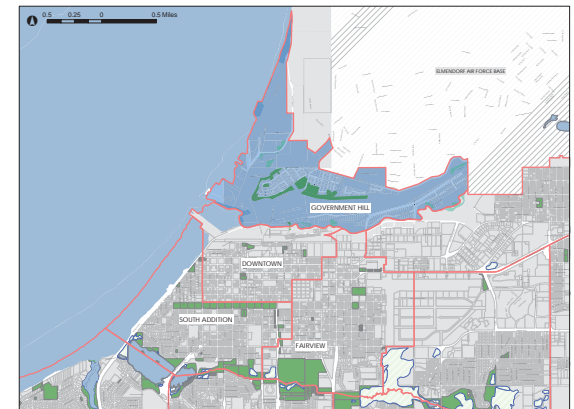 0.5 0.25 0 0.5 Miles
ELMENDORF AIR FORCE BASE
GOVERNMENT HILL
DOWNTOWN
SOUTH ADDITION
FAIRVIEW